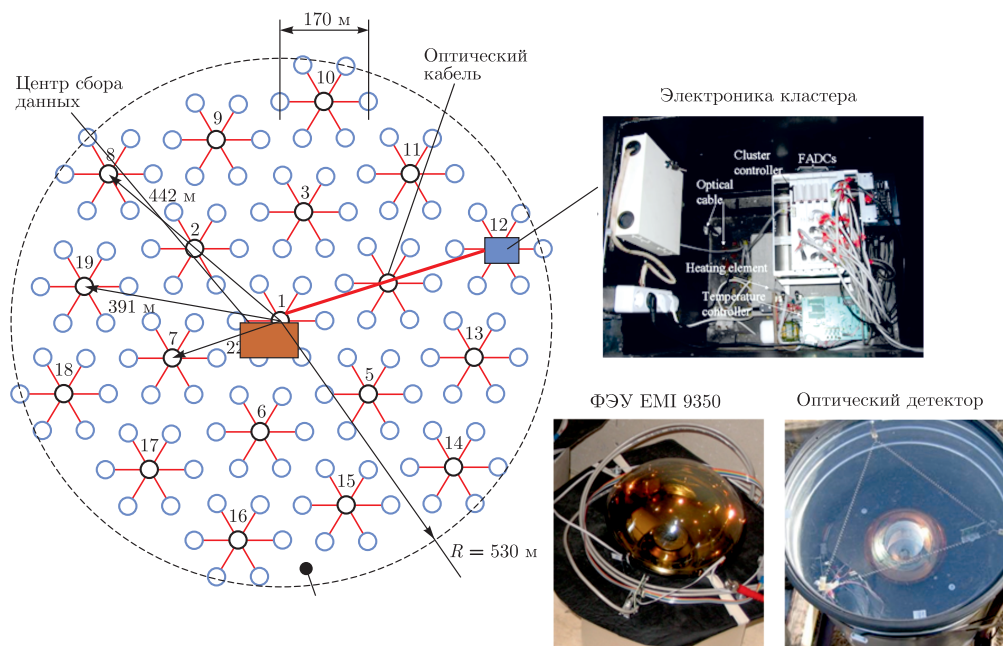 170 м
Оптический
кабель
Центр сбора
данных
Электроника кластера
10
9
8
11
442 м
3
2
12
19
1
391 м
7
22
13
18
5
6
17
14
15
16
R = 530 м
Cluster
controller
FADCs
Optical
cable
Heating element
Temperature
controller
ФЭУ EMI 9350
Оптический детектор